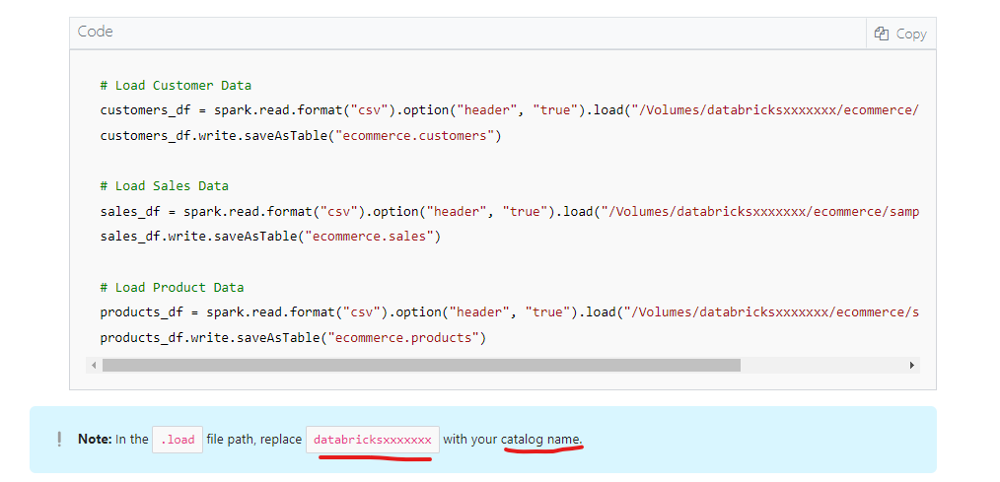 Code
Copy
# Load Customer Data
customers_df = spark.read.format("csv").option("header", "true").load("/Volumes/databricksxxxxxxx/ecommerce/
customers_df.write.saveAsTable("ecommerce.customers")
# Load Sales Data
sales_df = spark.read.format("csv").option("header", "true").load("/Volumes/databricksxxxxxxx/ecommerce/samp
sales_df.write.saveAsTable("ecommerce.sales")
# Load Product Data
products_df = spark.read.format("csv").option("header", "true").load("/Volumes/databricksxxxxxxx/ecommerce/s
products_df.write.saveAsTable("ecommerce.products")
! Note: In the .load file path, replace databricksxxxxxxx with your catalog name.